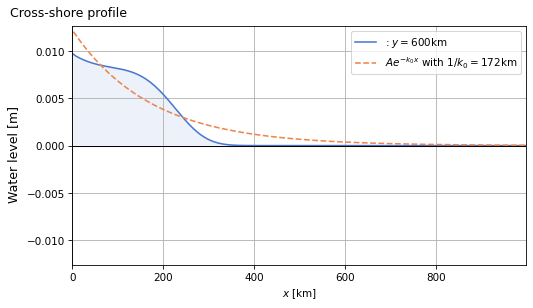 Cross-shore profile
: y = 600km
Ae^{-k_0 x} with 1/k_0 = 172km
Water level [m]
0.010
0.005
0.000
−0.005
−0.010
0
200
400
600
800
x [km]